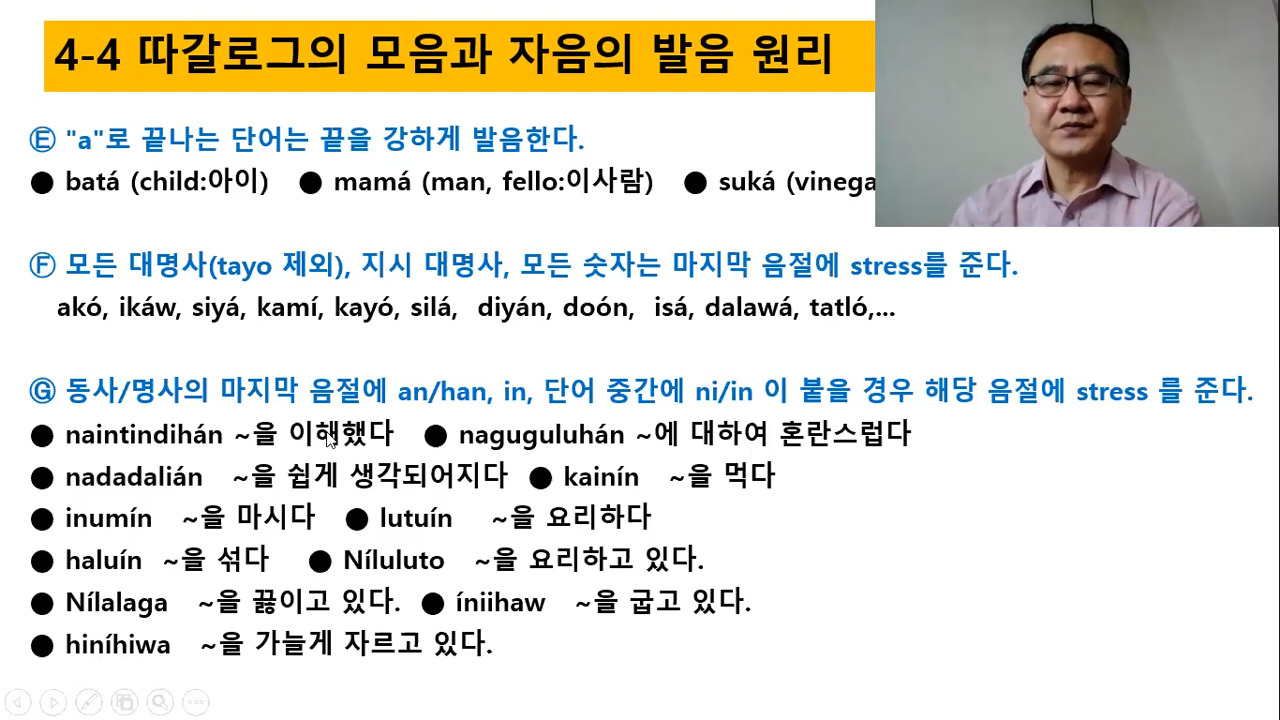 4-4 따갈로그의 모음과 자음의 발음 원리
Ⓔ "a"로 끝나는 단어는 끝을 강하게 발음한다.
● batá (child:아이) ● mamá (man, fello:이사람) ● suká (vinega
Ⓕ 모든 대명사(tayo 제외), 지시 대명사, 모든 숫자는 마지막 음절에 stress를 준다.
akó, ikáw, siyá, kamí, kayó, silá, diyán, doón, isá, dalawá, tatló,...
Ⓖ 동사/명사의 마지막 음절에 an/han, in, 단어 중간에 ni/in 이 붙을 경우 해당 음절에 stress 를 준다.
● naintindihán ~을 이해했다 ● naguguluhán ~에 대하여 혼란스럽다
● nadadalián ~을 쉽게 생각되어지다 ● kainín ~을 먹다
● inumín ~을 마시다 ● lutuín ~을 요리하다
● haluín ~을 섞다 ● Níluluto ~을 요리하고 있다.
● Nílalaga ~을 끓이고 있다. ● íniihaw ~을 굽고 있다.
● hiníhiwa ~을 가늘게 자르고 있다.